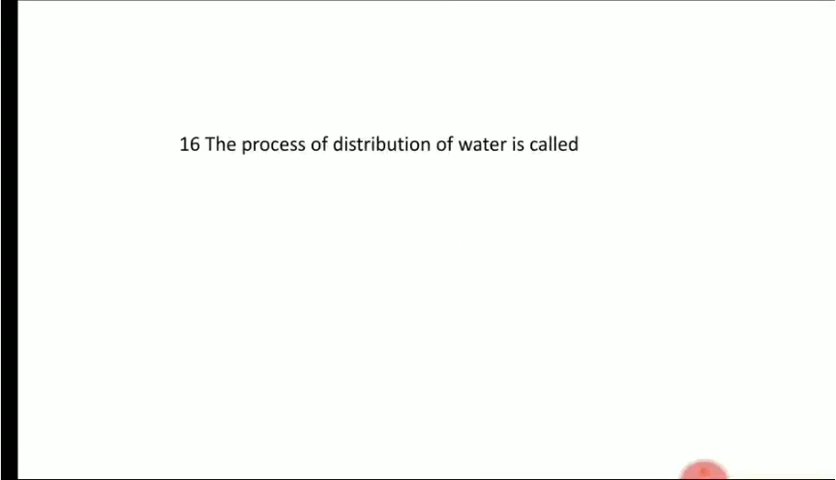 16 The process of distribution of water is called